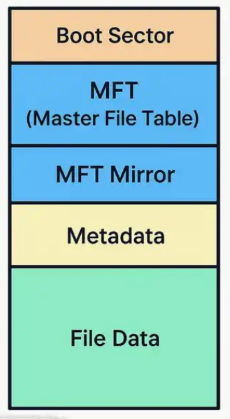 Boot Sector
MFT
(Master File Table)
MFT Mirror
Metadata
File Data